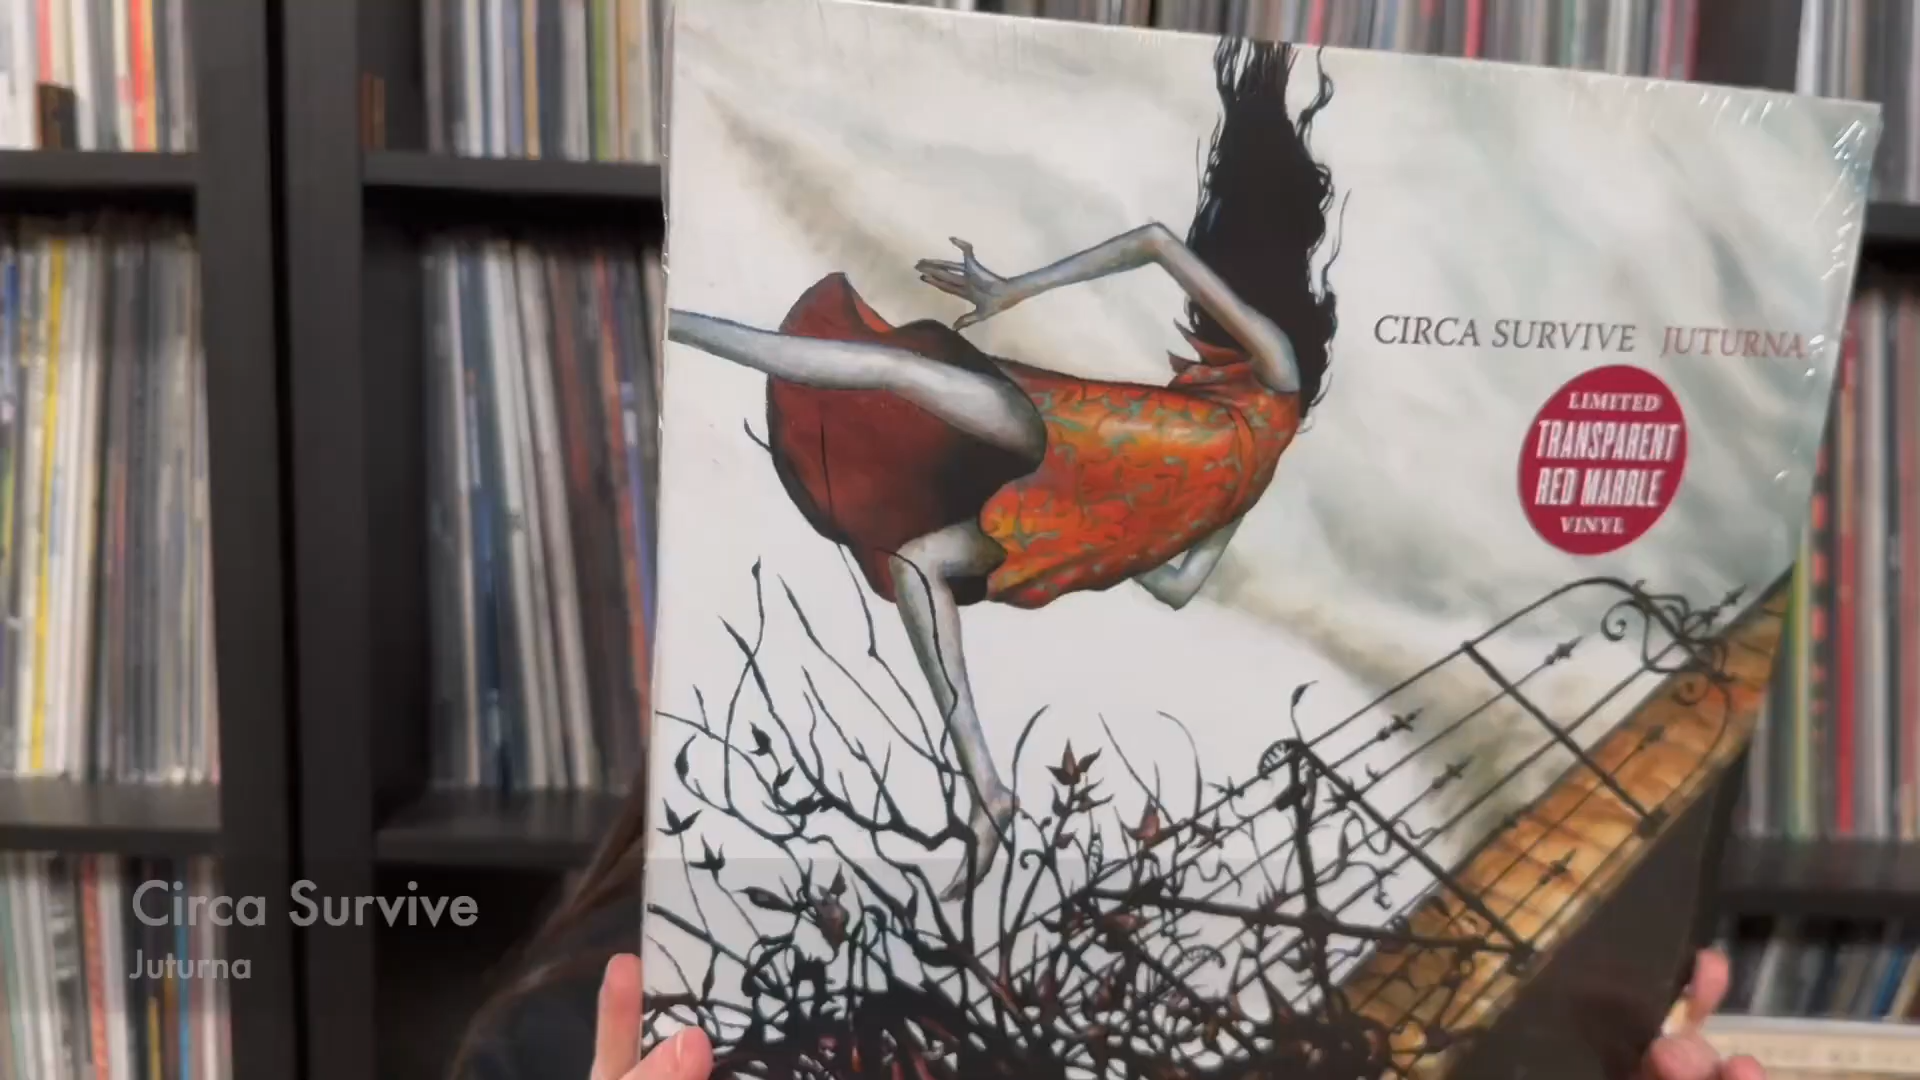 CIRCA SURVIVE JUTURNA
LIMITED
TRANSPARENT
RED MARBLE
VINYL
Circa Survive
Juturna